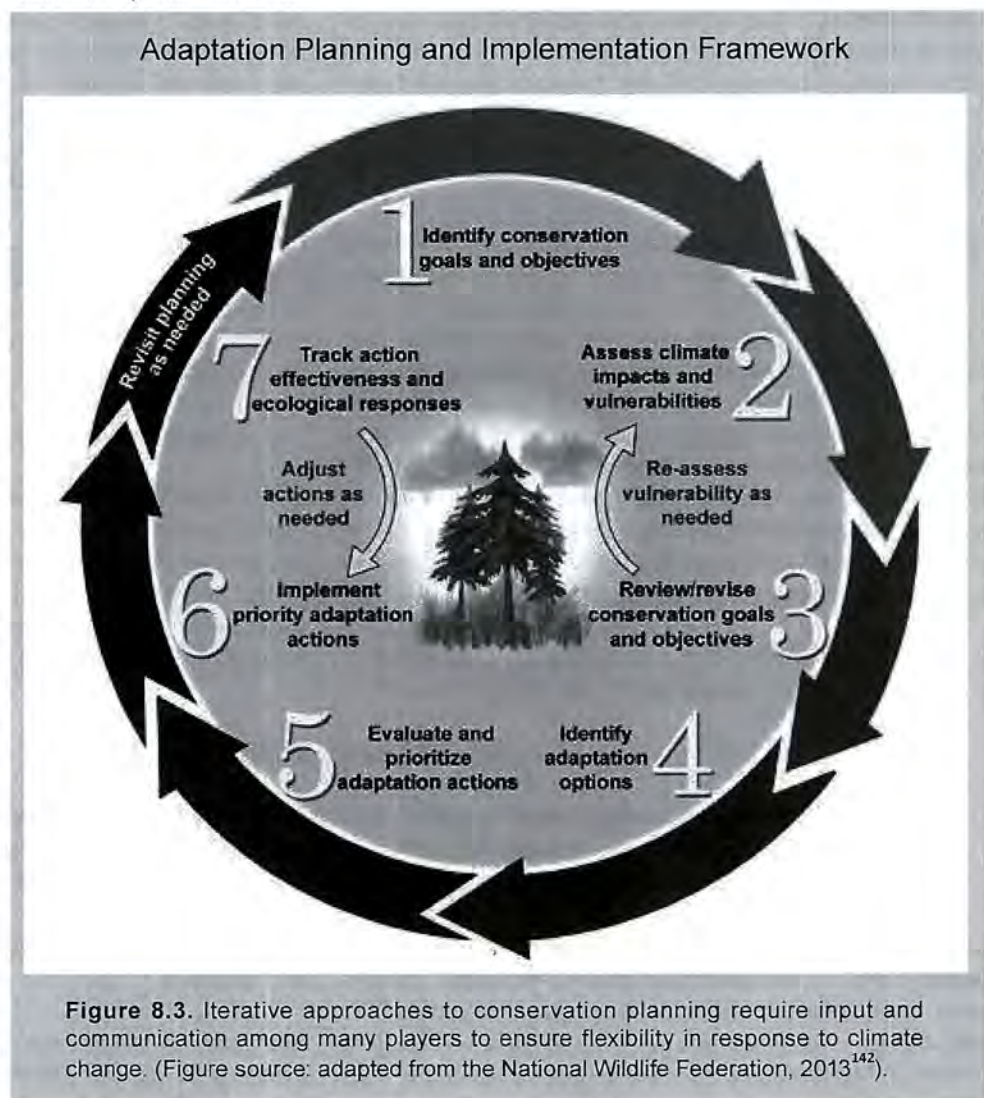 Adaptation Planning and Implementation Framework
1
Identify conservation
goals and objectives
2
Assess climate
impacts and
vulnerabilities
Re-assess
vulnerability as
needed
3
Review/revise
conservation goals
and objectives
4
Identify
adaptation
options
5
Evaluate and
prioritize
adaptation actions
6
Implement
priority adaptation
actions
Adjust
actions as
needed
7
Track action
effectiveness and
ecological responses
Revisit planning
as needed
Figure 8.3. Iterative approaches to conservation planning require input and
communication among many players to ensure flexibility in response to climate
change. (Figure source: adapted from the National Wildlife Federation, 2013¹⁴²).